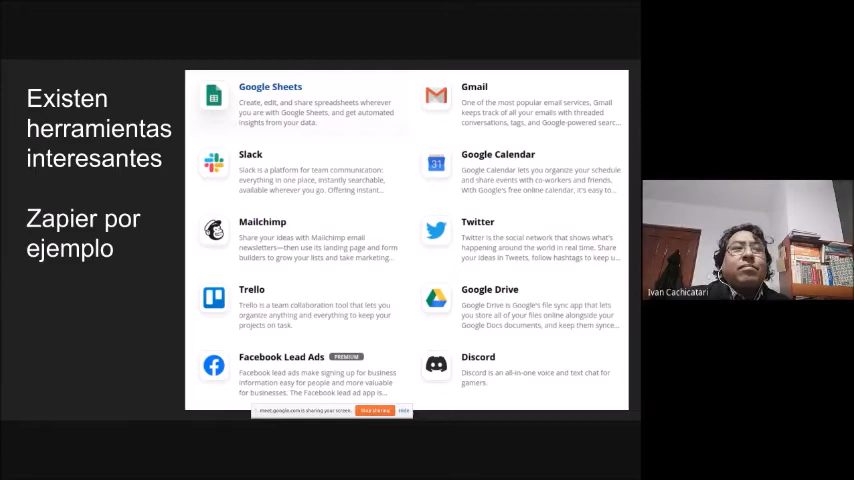 Existen
herramientas
interesantes
Zapier por
ejemplo
Google Sheets
Create, edit, and share spreadsheets wherever
you are with Google Sheets, and get automated
insights from your data.
Gmail
One of the most popular email services, Gmail
keeps track of all your emails with threaded
conversations, tags, and Google-powered searc...
Slack
Slack is a platform for team communication:
everything in one place, instantly searchable,
available wherever you go. Offering instant...
31
Google Calendar
Google Calendar lets you organize your schedule
and share events with co-workers and friends.
With Google's free online calendar, it's easy to...
Mailchimp
Share your ideas with Mailchimp email
newsletters—then use its landing page and form
builders to grow your lists and take marketing...
Twitter
Twitter is the social network that shows what's
happening around the world in real time. Share
your ideas in Tweets, follow hashtags to keep u...
Trello
Trello is a team collaboration tool that lets you
organize anything and everything to keep your
projects on task.
Google Drive
Google Drive is Google's file sync app that lets
you store all of your files online alongside your
Google Docs documents, and keep them synce...
Facebook Lead Ads PREMIUM
Facebook lead ads make signing up for business
information easy for people and more valuable
for businesses. The Facebook lead ad app is...
Discord
Discord is an all-in-one voice and text chat for
gamers.
meet.google.com is sharing your screen. Stop sharing Hide
Ivan Cachicatari